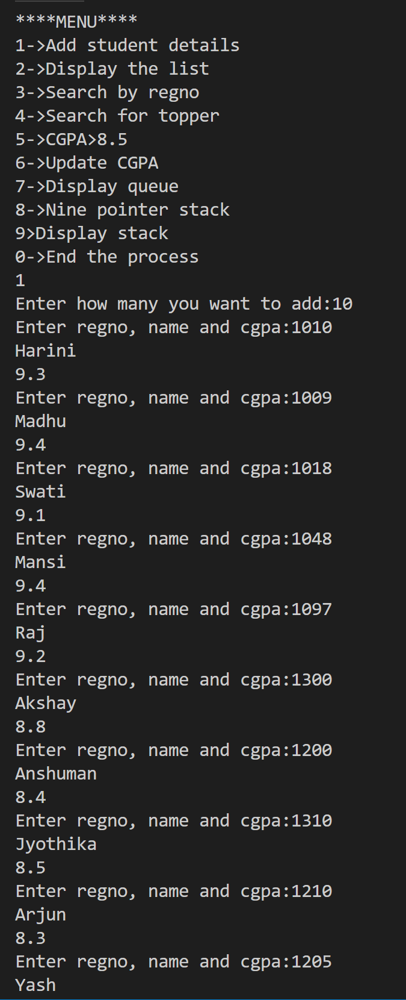 ****MENU****
1->Add student details
2->Display the list
3->Search by regno
4->Search for topper
5->CGPA>8.5
6->Update CGPA
7->Display queue
8->Nine pointer stack
9>Display stack
0->End the process
1
Enter how many you want to add:10
Enter regno, name and cgpa:1010
Harini
9.3
Enter regno, name and cgpa:1009
Madhu
9.4
Enter regno, name and cgpa:1018
Swati
9.1
Enter regno, name and cgpa:1048
Mansi
9.4
Enter regno, name and cgpa:1097
Raj
9.2
Enter regno, name and cgpa:1300
Akshay
8.8
Enter regno, name and cgpa:1200
Anshuman
8.4
Enter regno, name and cgpa:1310
Jyothika
8.5
Enter regno, name and cgpa:1210
Arjun
8.3
Enter regno, name and cgpa:1205
Yash